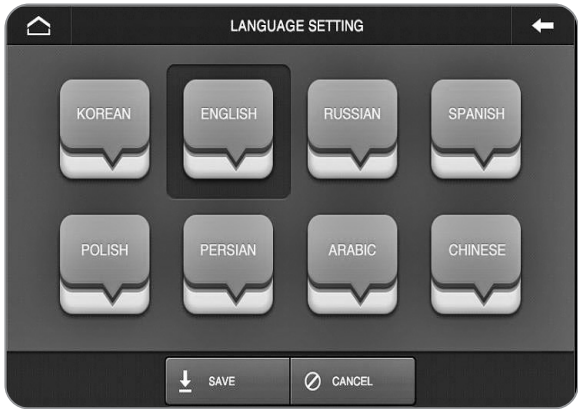 LANGUAGE SETTING
KOREAN ENGLISH RUSSIAN SPANISH
POLISH PERSIAN ARABIC CHINESE
SAVE CANCEL